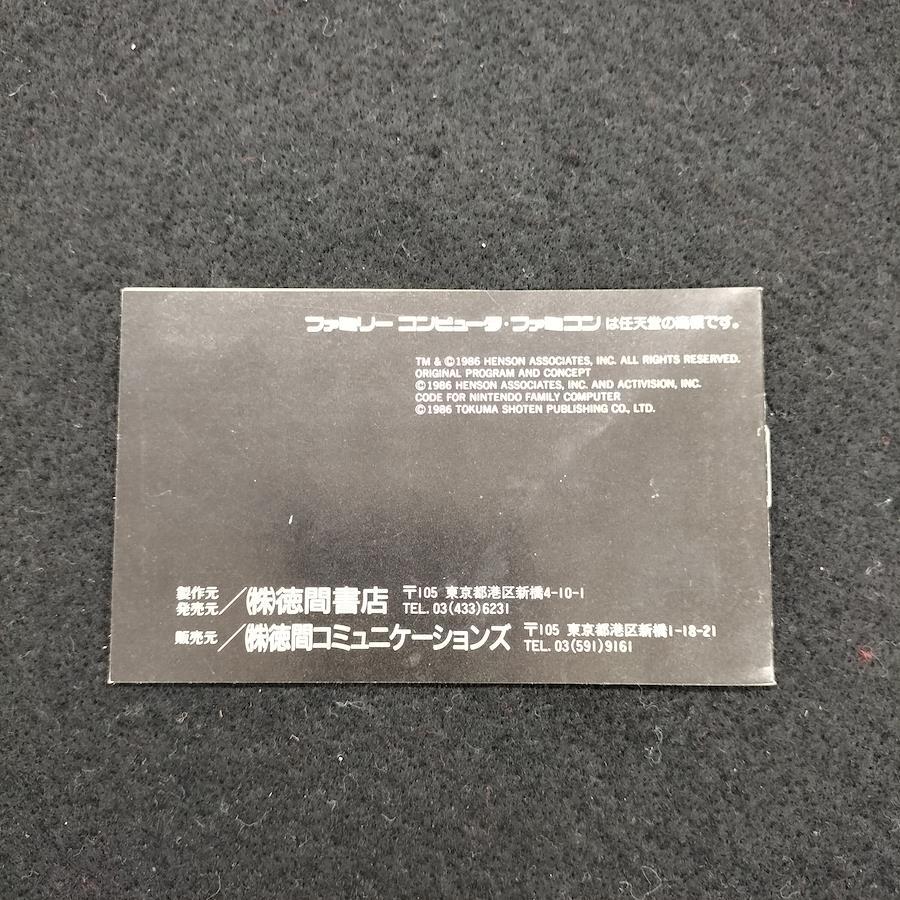 ファミリー コンピュータ・ファミコン は任天堂の商標です。
TM & ©1986 HENSON ASSOCIATES, INC. ALL RIGHTS RESERVED.
ORIGINAL PROGRAM AND CONCEPT
©1986 HENSON ASSOCIATES, INC. AND ACTIVISION, INC.
CODE FOR NINTENDO FAMILY COMPUTER
©1986 TOKUMA SHOTEN PUBLISHING CO., LTD.
製作元
発売元／㈱徳間書店 〒105 東京都港区新橋4-10-1
TEL. 03(433)6231
販売元／㈱徳間コミュニケーションズ 〒105 東京都港区新橋1-18-21
TEL. 03(591)9161